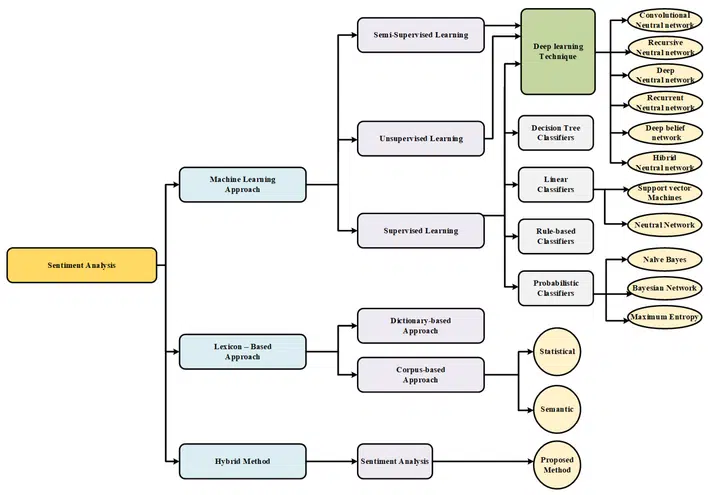 Convolutional
Neutral network
Semi-Supervised Learning
Deep learning
Technique
Recursive
Neutral network
Deep
Neutral network
Recurrent
Neutral network
Unsupervised Learning
Decision Tree
Classifiers
Deep belief
network
Hibrid
Neutral network
Machine Learning
Approach
Linear
Classifiers
Support vector
Machines
Supervised Learning
Rule-based
Classifiers
Neutral Network
Sentiment Analysis
Nalve Bayes
Probabilistic
Classifiers
Bayesian Network
Maximum Entropy
Dictionary-based
Approach
Lexicon – Based
Approach
Statistical
Corpus-based
Approach
Semantic
Hybrid Method
Sentiment Analysis
Proposed
Method